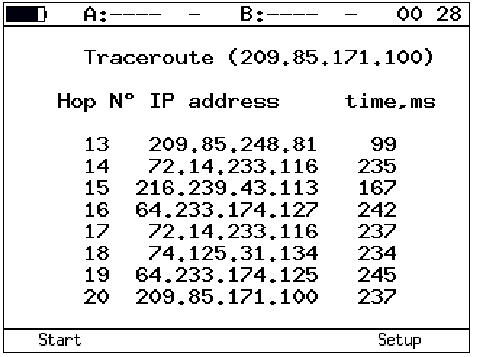 A:---- - B:---- - 00 28
Traceroute (209.85.171.100)
Hop N° IP address time,ms
13 209.85.248.81 99
14 72.14.233.116 235
15 216.239.43.113 167
16 64.233.174.127 242
17 72.14.233.116 237
18 74.125.31.134 234
19 64.233.174.125 245
20 209.85.171.100 237
Start Setup